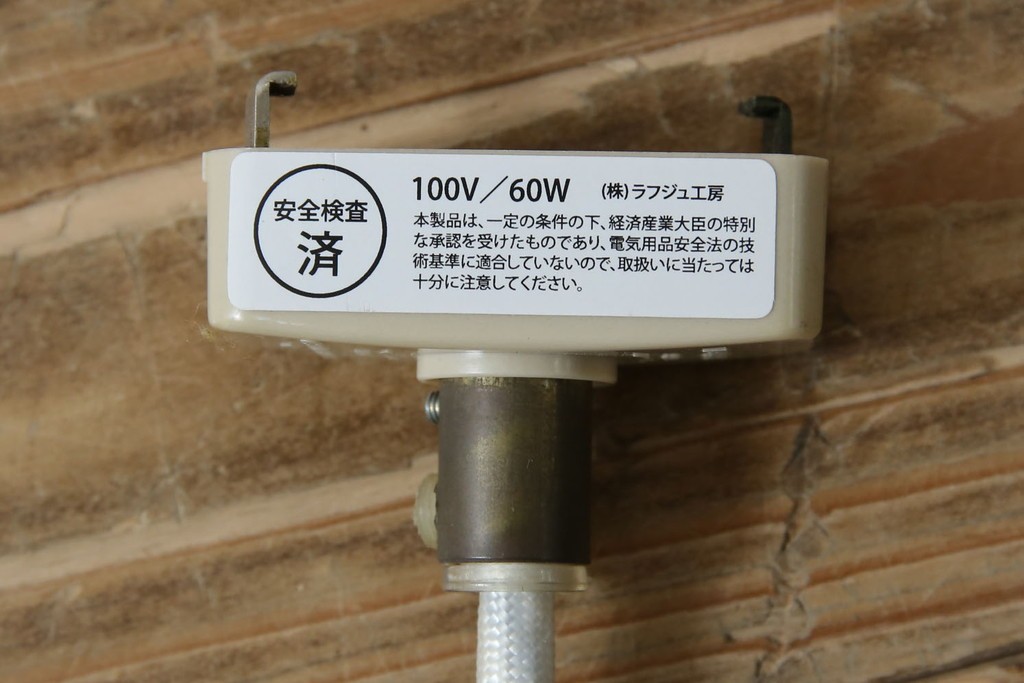 安全検査
済
100V／60W (株)ラフジュ工房
本製品は、一定の条件の下、経済産業大臣の特別
な承認を受けたものであり、電気用品安全法の技
術基準に適合していないので、取扱いに当たっては
十分に注意してください。